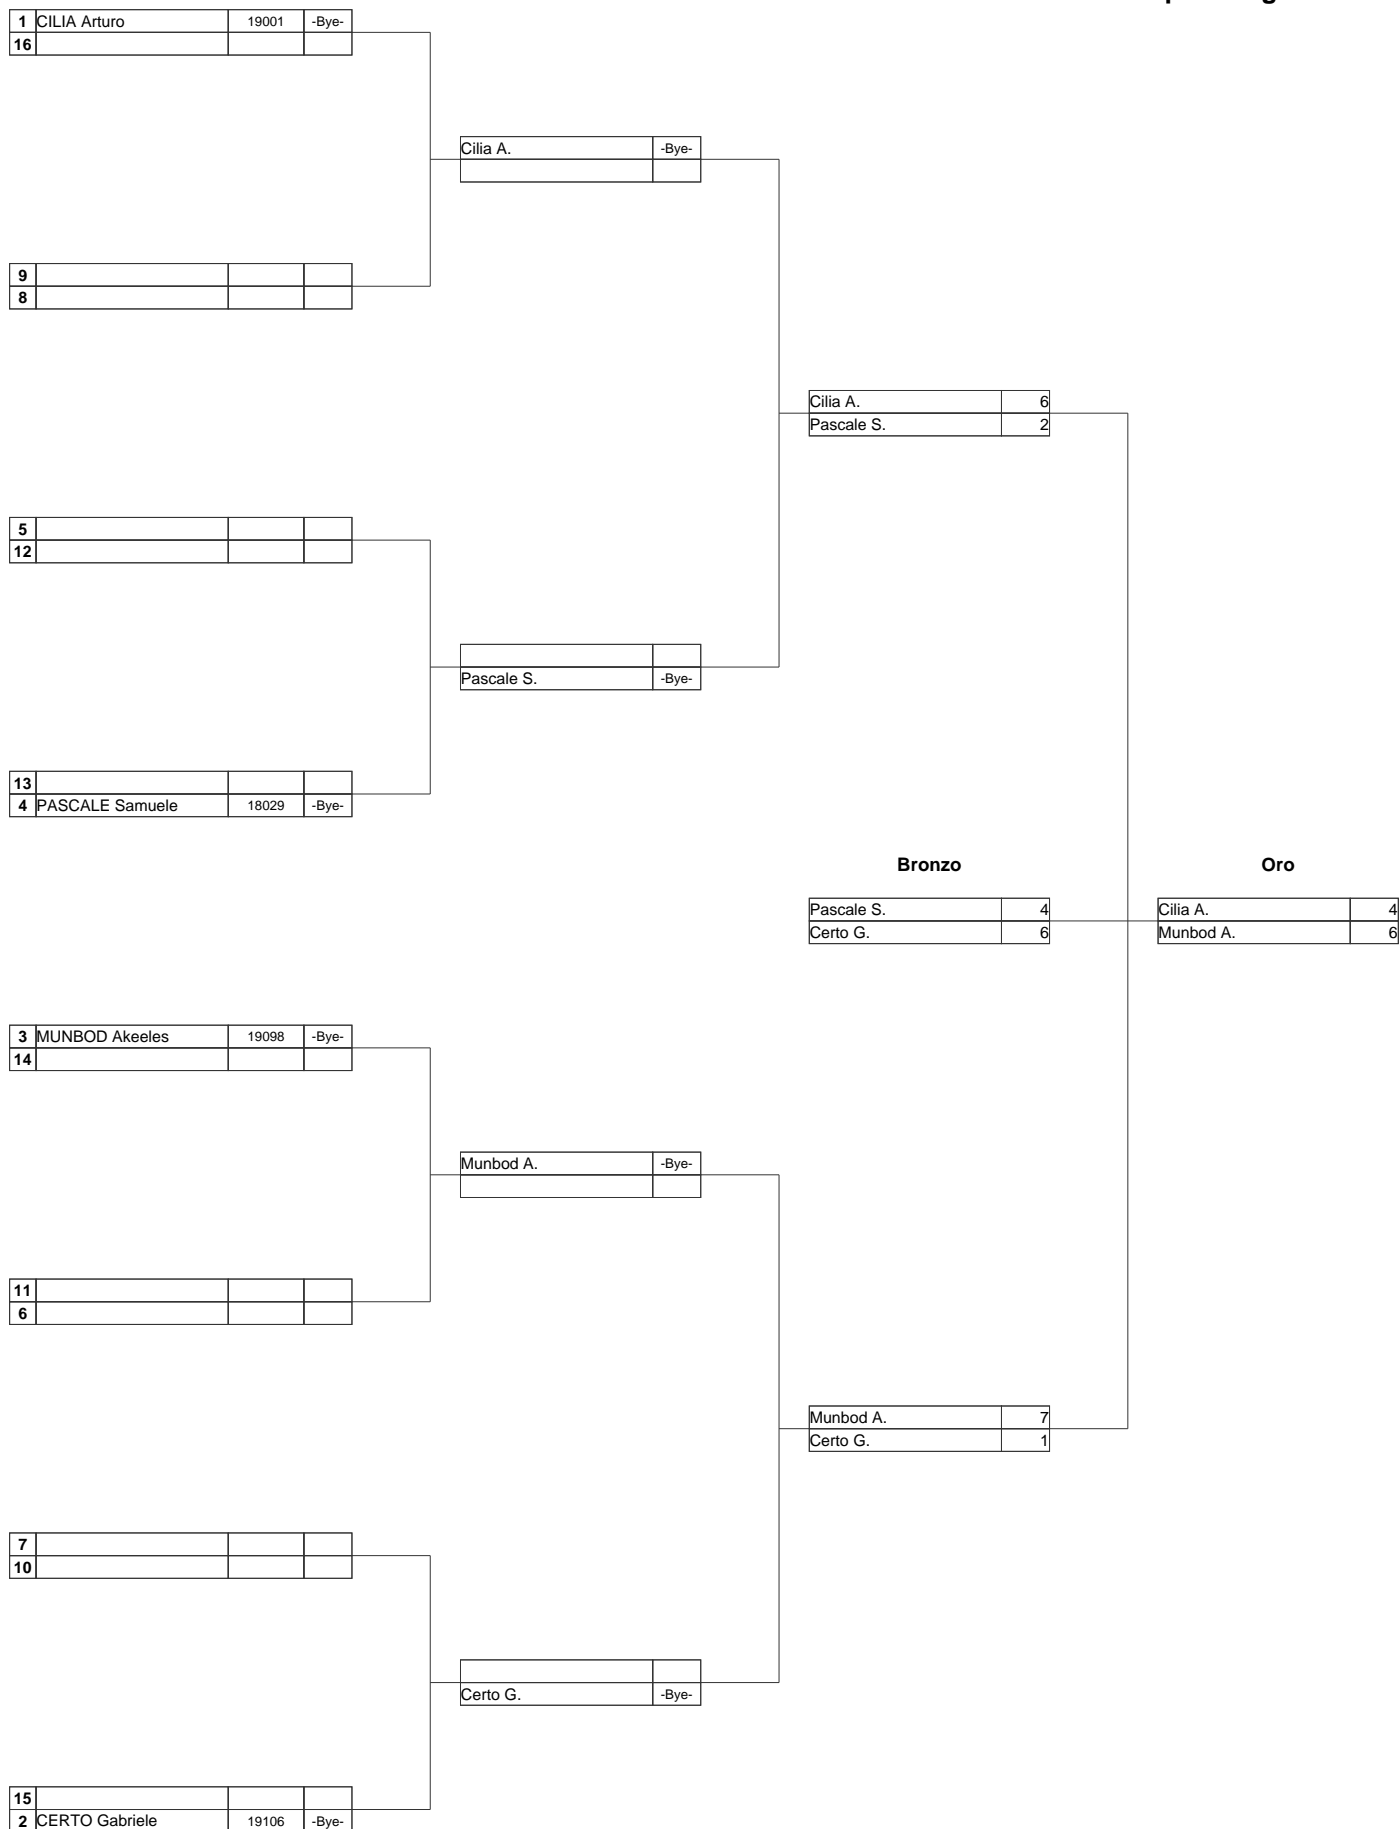 1 CILIA Arturo 19001 -Bye-
16
Cilia A. -Bye-
9
8
Cilia A. 6
Pascale S. 2
5
12
Pascale S. -Bye-
13
4 PASCALE Samuele 18029 -Bye-
Bronzo Oro
Pascale S. 4 Cilia A. 4
Certo G. 6 Munbod A. 6
3 MUNBOD Akeeles 19098 -Bye-
14
Munbod A. -Bye-
11
6
Munbod A. 7
Certo G. 1
7
10
Certo G. -Bye-
15
2 CERTO Gabriele 19106 -Bye-